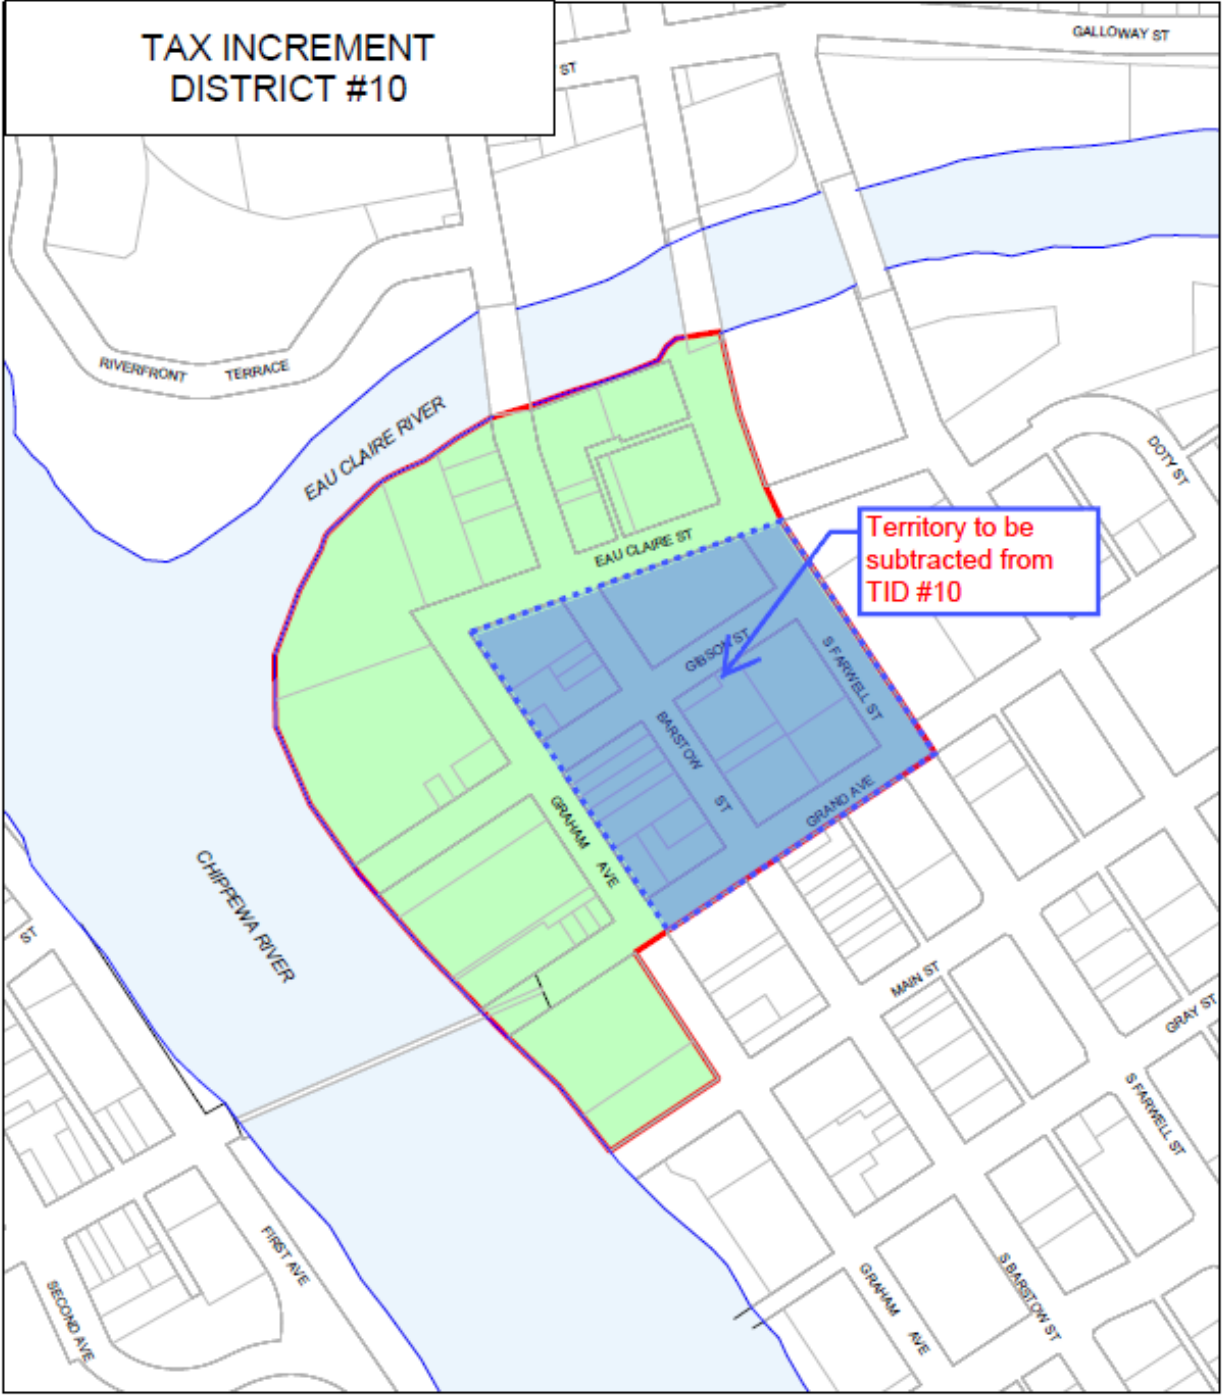 TAX INCREMENT
DISTRICT #10
ST
GALLOWAY ST
RIVERFRONT TERRACE
EAU CLAIRE RIVER
DOTY ST
Territory to be
subtracted from
TID #10
EAU CLAIRE ST
GIBSON ST
S FARWELL ST
BARSTOW ST
GRAND AVE
GRAHAM AVE
CHIPPEWA RIVER
ST
MAIN ST
GRAY ST
S FARWELL ST
FIRST AVE
SECOND AVE
GRAHAM AVE
S BARSTOW ST